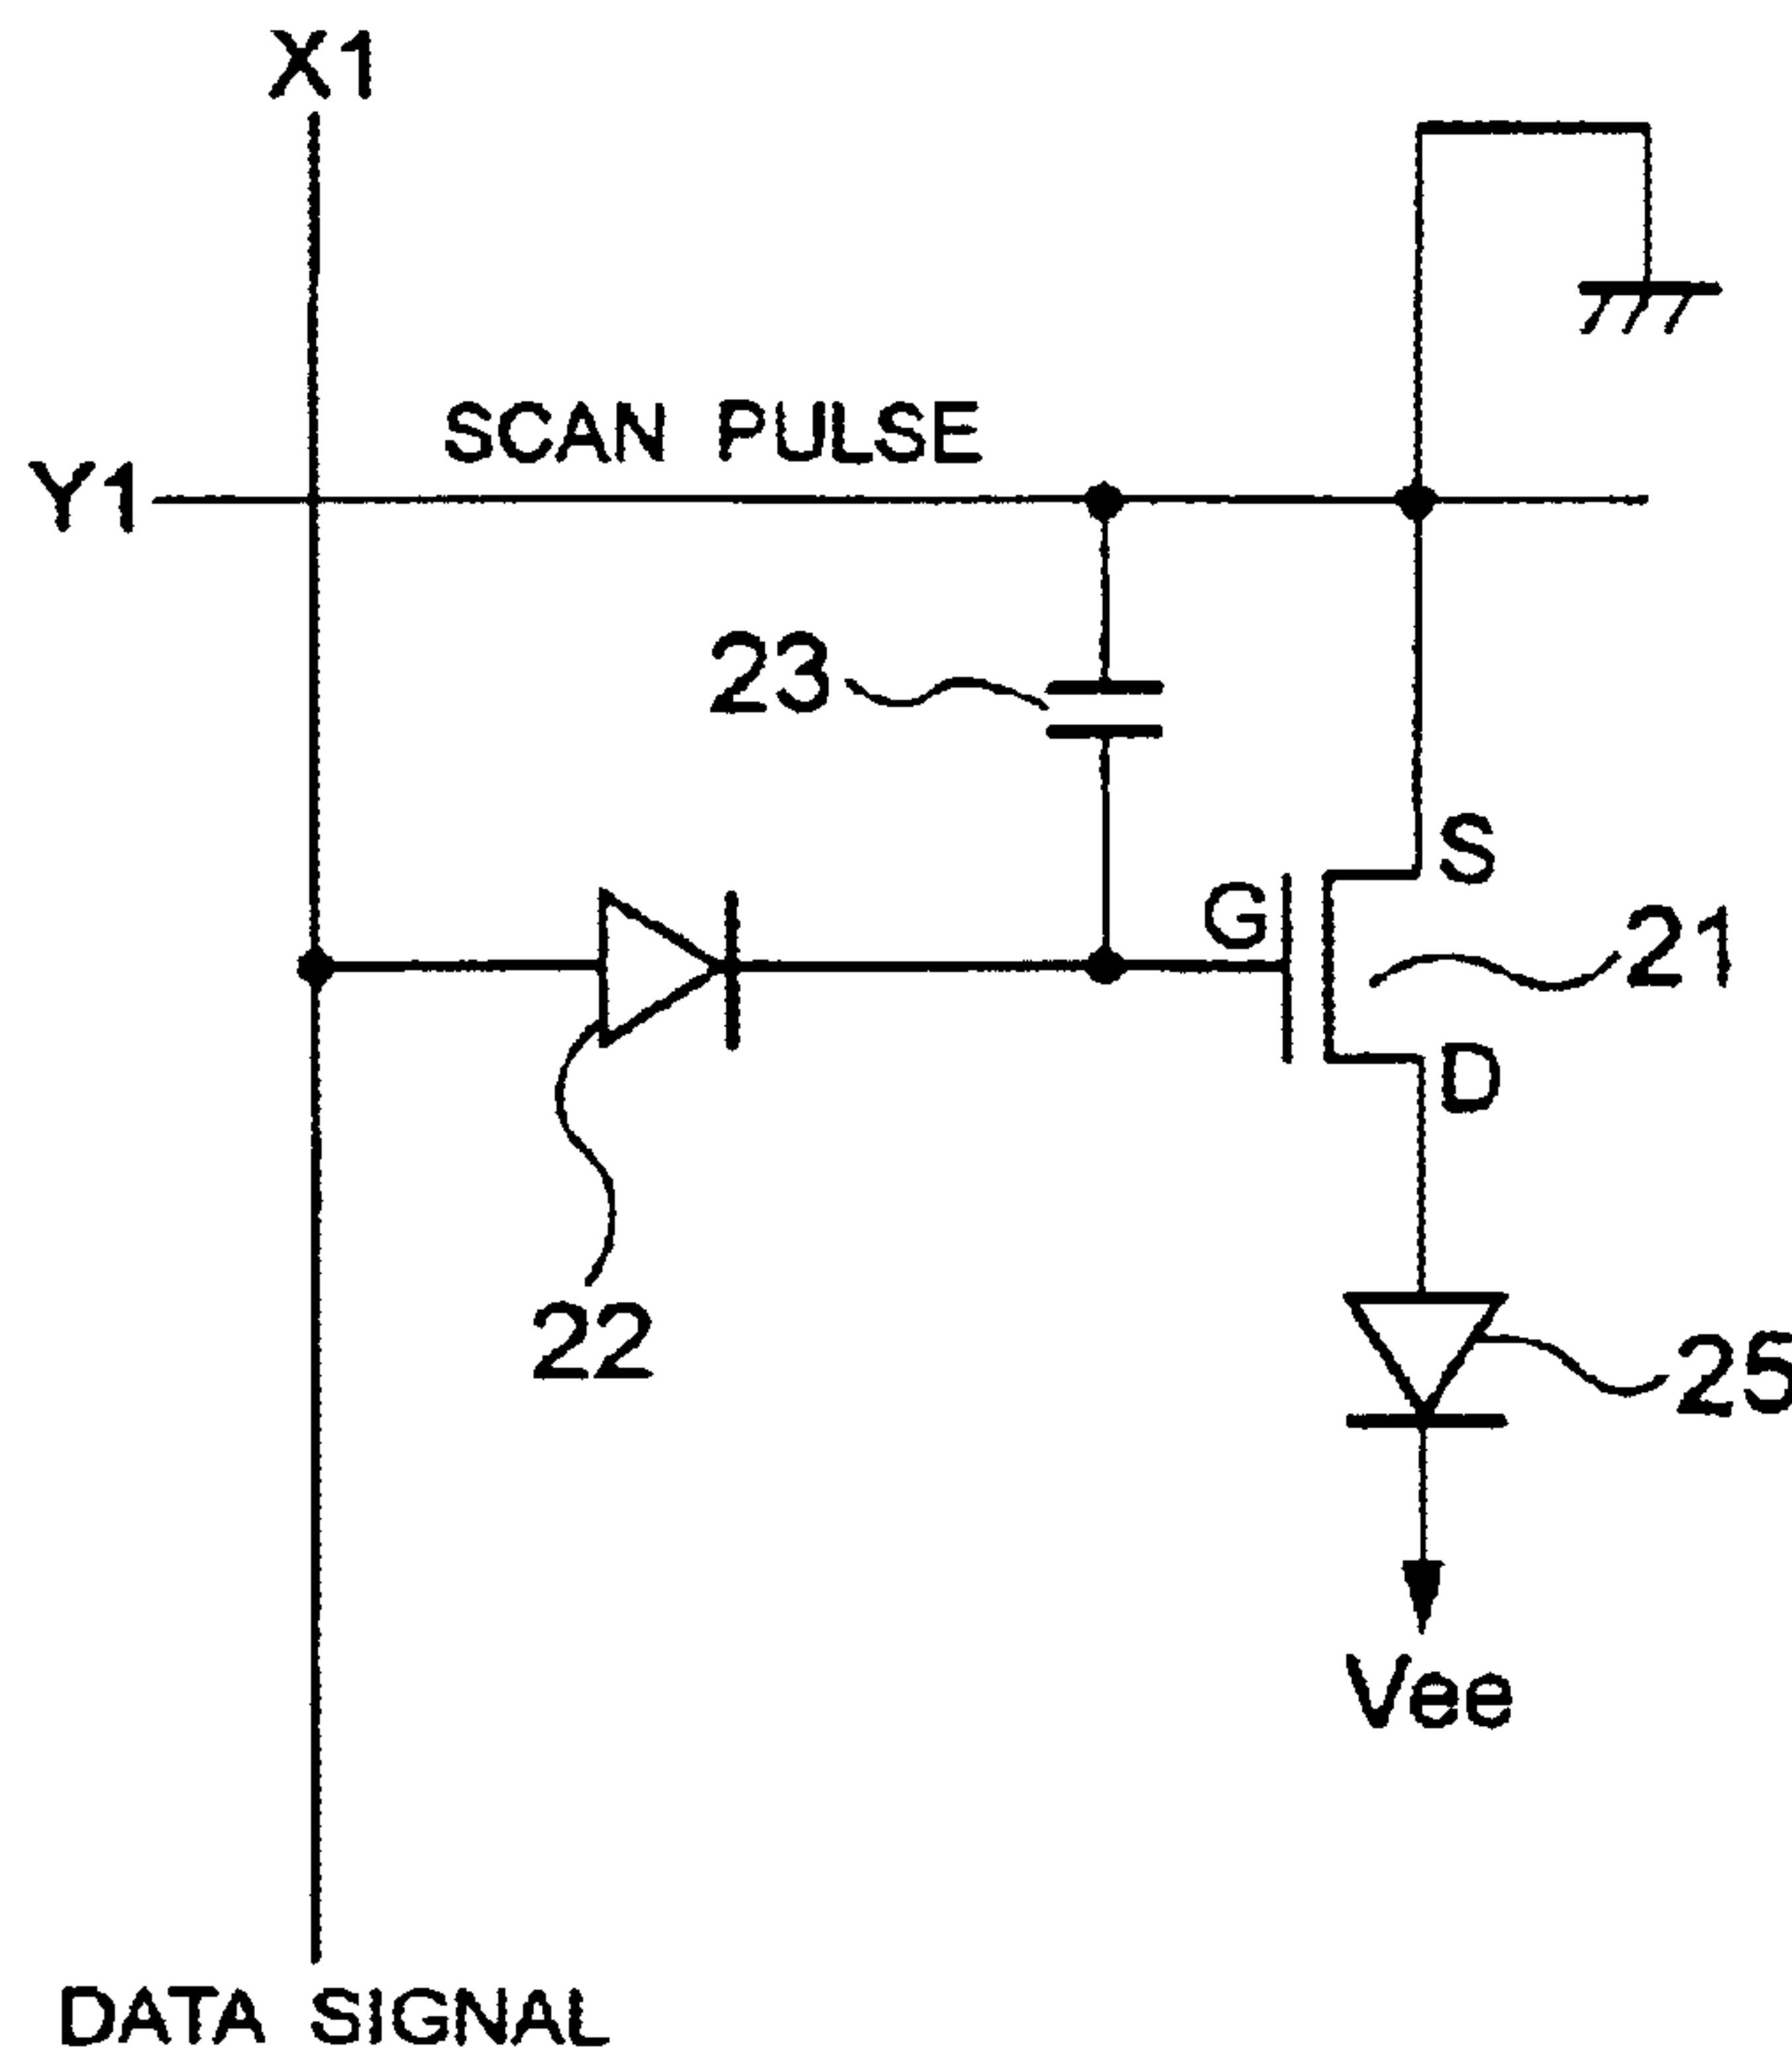 X1
SCAN PULSE
Y1
23
S
G
21
D
22
25
Vee
DATA SIGNAL